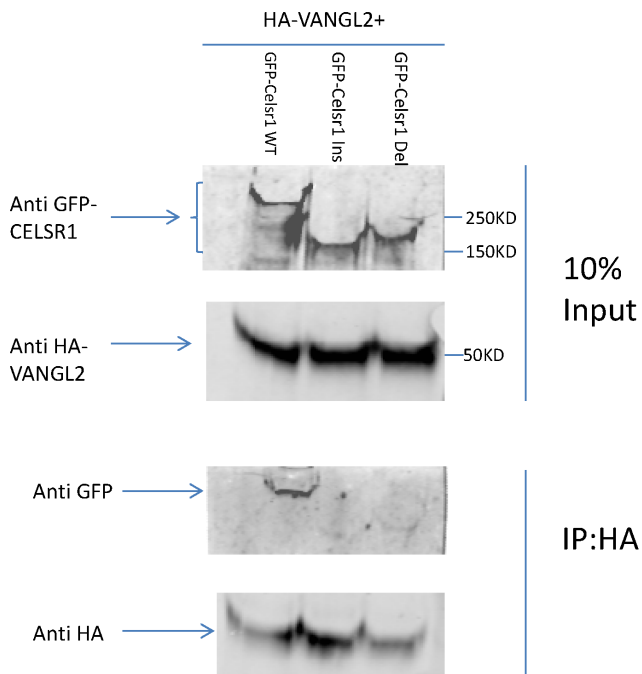 HA-VANGL2+
GFP-Celsr1 WT
GFP-Celsr1 Ins
GFP-Celsr1 Del
Anti GFP-
CELSR1
250KD
150KD
10%
Input
Anti HA-
VANGL2
50KD
Anti GFP
IP:HA
Anti HA